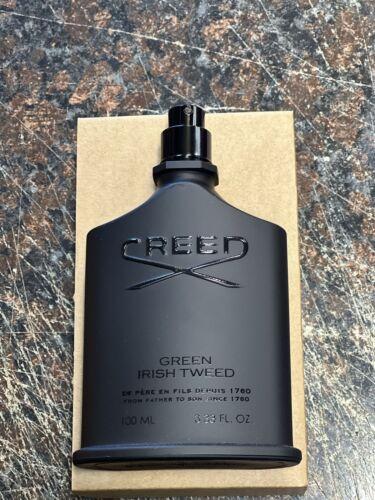 CREED
GREEN
IRISH TWEED
DE PÈRE EN FILS DEPUIS 1760
FROM FATHER TO SON SINCE 1760
100 ML 3.33 FL. OZ